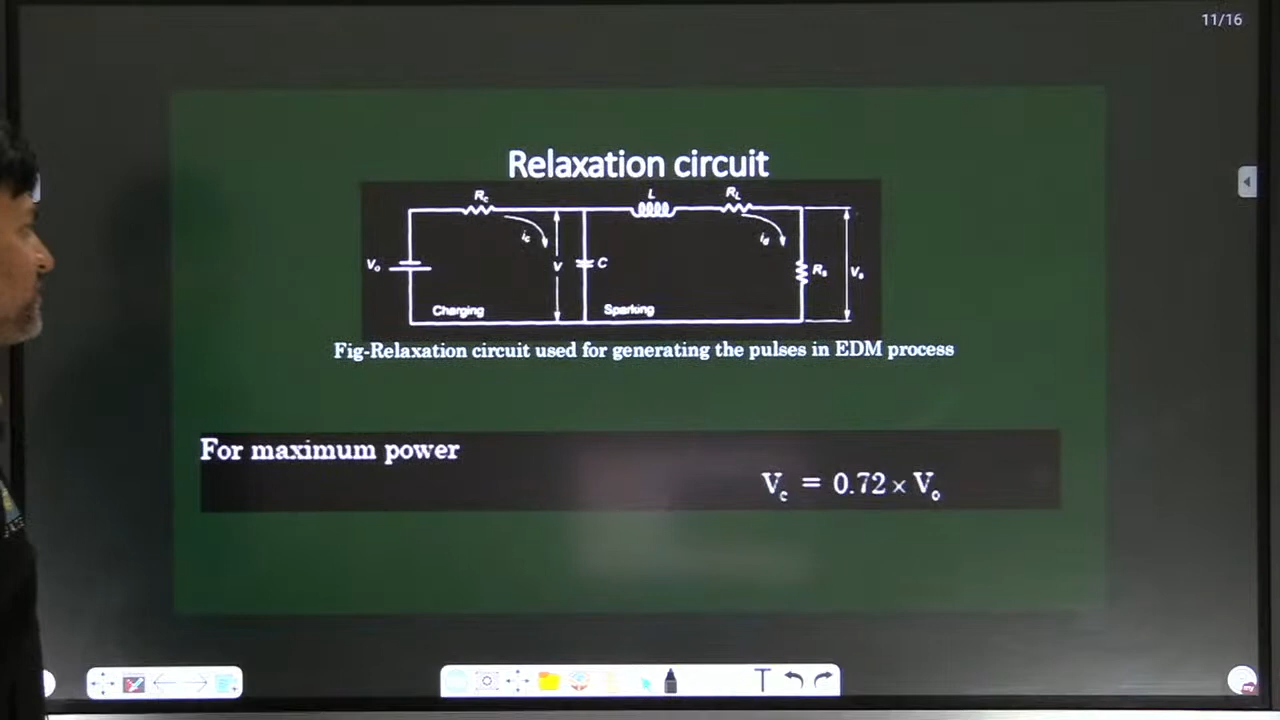 11/16
Relaxation circuit
Rc L RL
ic id
Vo V C Rs Vs
Charging Sparking
Fig-Relaxation circuit used for generating the pulses in EDM process
For maximum power
Vc = 0.72 × Vo
T